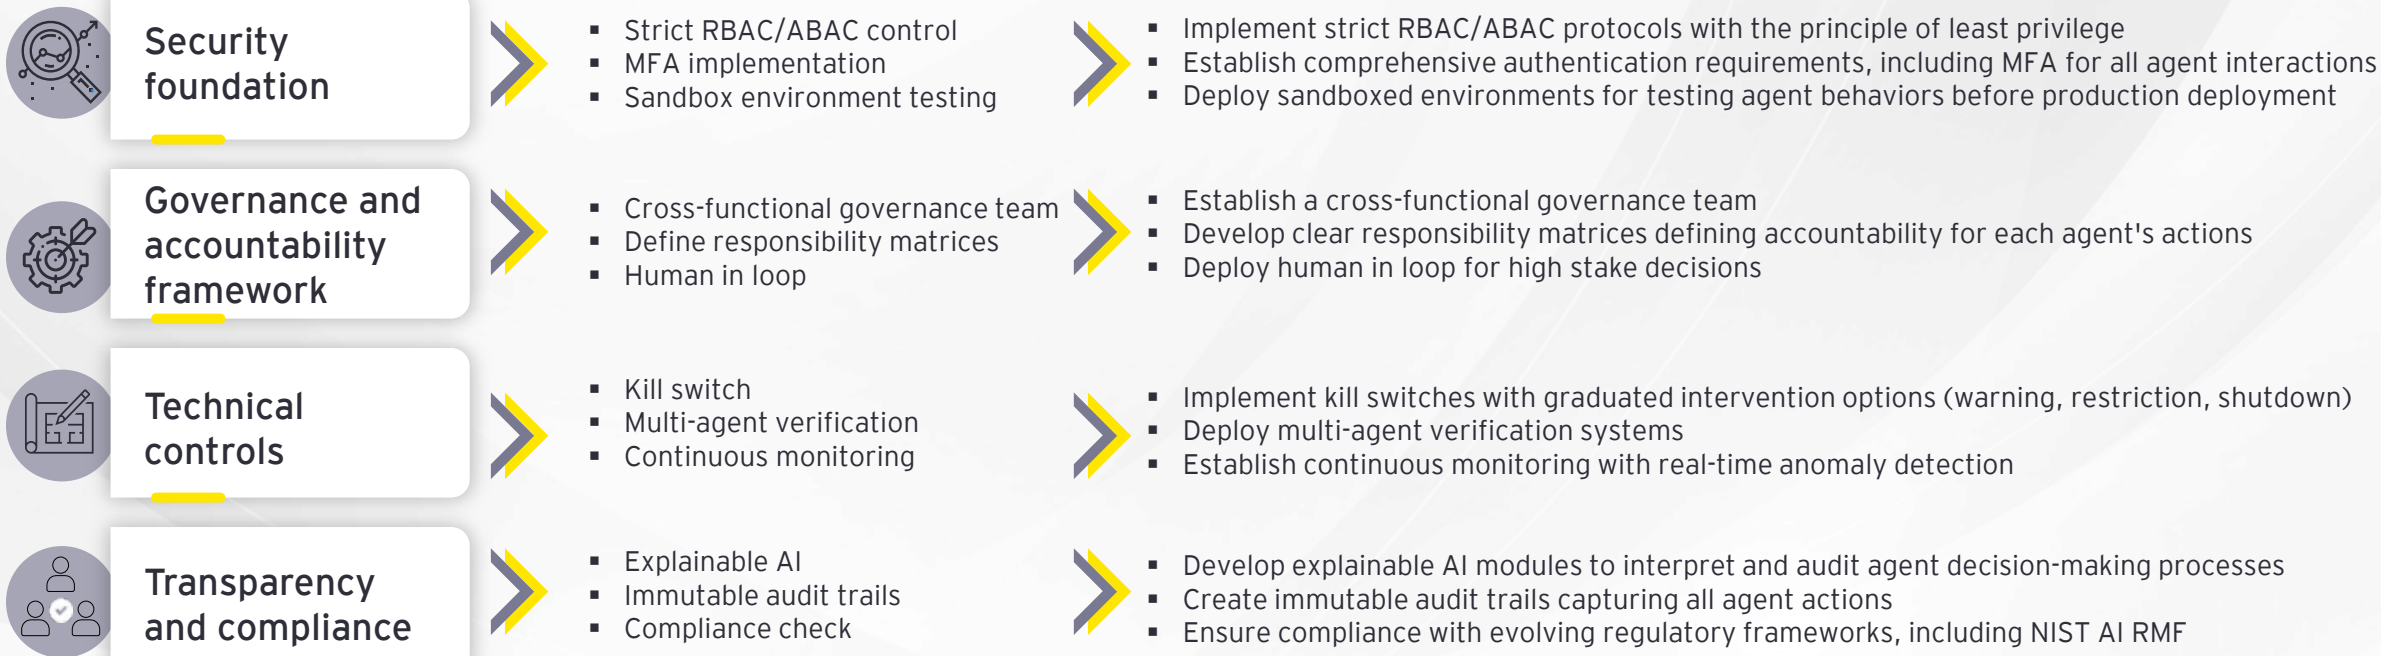 Security
foundation
▪ Strict RBAC/ABAC control
▪ MFA implementation
▪ Sandbox environment testing
▪ Implement strict RBAC/ABAC protocols with the principle of least privilege
▪ Establish comprehensive authentication requirements, including MFA for all agent interactions
▪ Deploy sandboxed environments for testing agent behaviors before production deployment
Governance and
accountability
framework
▪ Cross-functional governance team
▪ Define responsibility matrices
▪ Human in loop
▪ Establish a cross-functional governance team
▪ Develop clear responsibility matrices defining accountability for each agent's actions
▪ Deploy human in loop for high stake decisions
Technical
controls
▪ Kill switch
▪ Multi-agent verification
▪ Continuous monitoring
▪ Implement kill switches with graduated intervention options (warning, restriction, shutdown)
▪ Deploy multi-agent verification systems
▪ Establish continuous monitoring with real-time anomaly detection
Transparency
and compliance
▪ Explainable AI
▪ Immutable audit trails
▪ Compliance check
▪ Develop explainable AI modules to interpret and audit agent decision-making processes
▪ Create immutable audit trails capturing all agent actions
▪ Ensure compliance with evolving regulatory frameworks, including NIST AI RMF